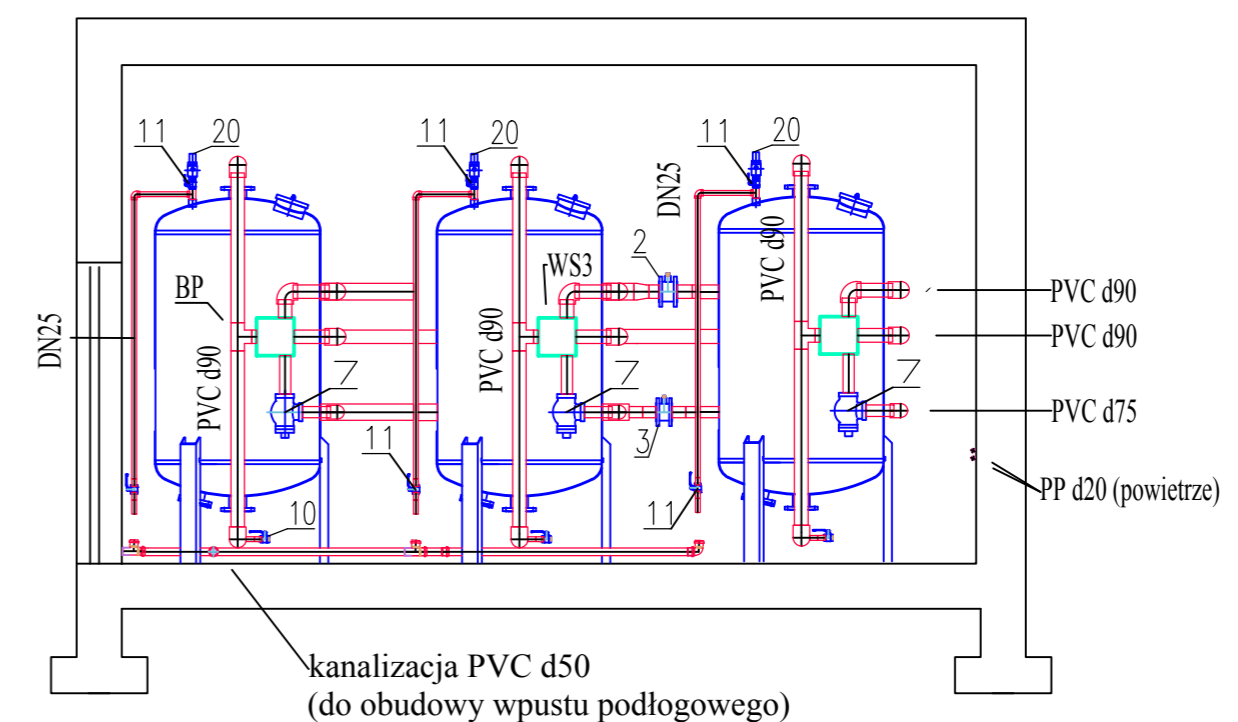 11 20 11 20 11 20
DN25
2
WS3
BP
PVC d90
PVC d90
PVC d90
PVC d90
PVC d90
DN25
7 7 7
PVC d75
3
11
11
PP d20 (powietrze)
10
kanalizacja PVC d50
(do obudowy wpustu podłogowego)